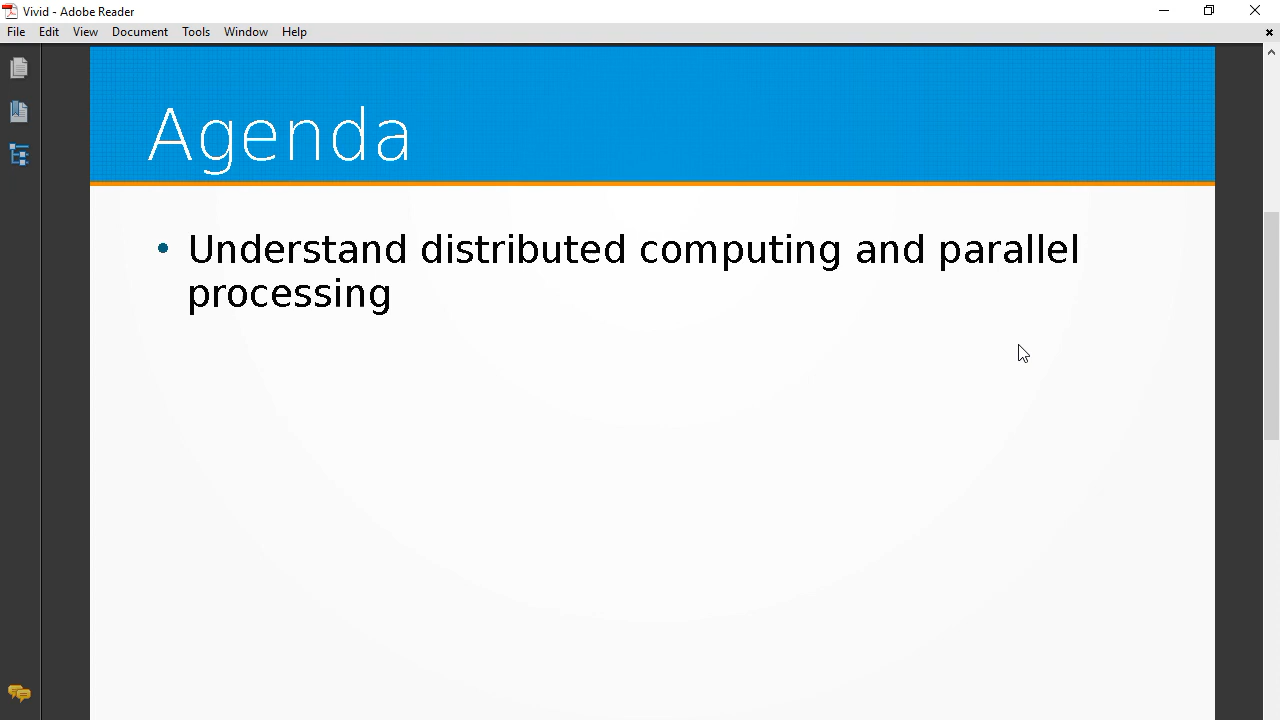 Vivid - Adobe Reader
File Edit View Document Tools Window Help
Agenda
• Understand distributed computing and parallel
processing